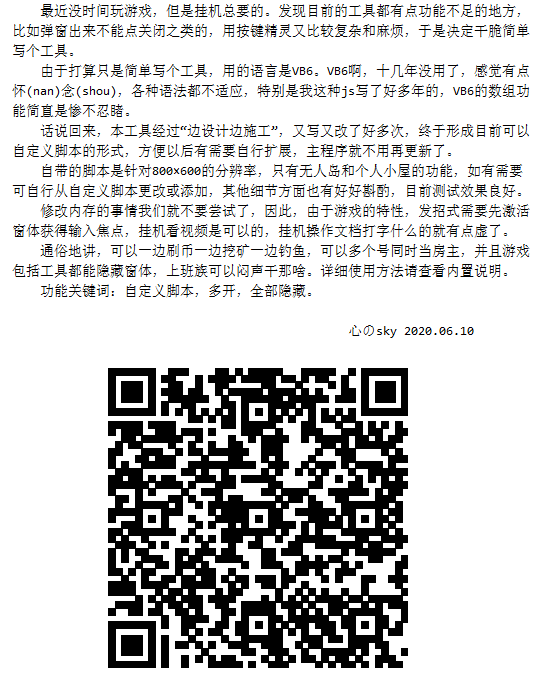 最近没时间玩游戏，但是挂机总要的。发现目前的工具都有点功能不足的地方，
比如弹窗出来不能点关闭之类的，用按键精灵又比较复杂和麻烦，于是决定干脆简单
写个工具。
由于打算只是简单写个工具，用的语言是VB6。VB6啊，十几年没用了，感觉有点
怀(nan)念(shou)，各种语法都不适应，特别是我这种js写了好多年的，VB6的数组功
能简直是惨不忍睹。
话说回来，本工具经过“边设计边施工”，又写又改了好多次，终于形成目前可以
自定义脚本的形式，方便以后有需要自行扩展，主程序就不用再更新了。
自带的脚本是针对800×600的分辨率，只有无人岛和个人小屋的功能，如有需要
可自行从自定义脚本更改或添加，其他细节方面也有好好斟酌，目前测试效果良好。
修改内存的事情我们就不要尝试了，因此，由于游戏的特性，发招式需要先激活
窗体获得输入焦点，挂机看视频是可以的，挂机操作文档打字什么的就有点虚了。
通俗地讲，可以一边刷币一边挖矿一边钓鱼，可以多个号同时当房主，并且游戏
包括工具都能隐藏窗体，上班族可以闷声干那啥。详细使用方法请查看内置说明。
功能关键词：自定义脚本，多开，全部隐藏。
心のsky 2020.06.10